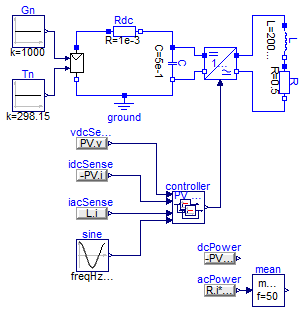 Gn
k=1000
Tn
k=298.15
Rdc
R=1e-3
C=5e-1
C
ground
L=200...
L
R=0.5
R
vdcSe...
PV.v
idcSense
-PV.i
iacSense
L.i
sine
freqHz...
controller
PV ...
dcPower
-PV....
acPower
R.i*...
mean
m...
f=50